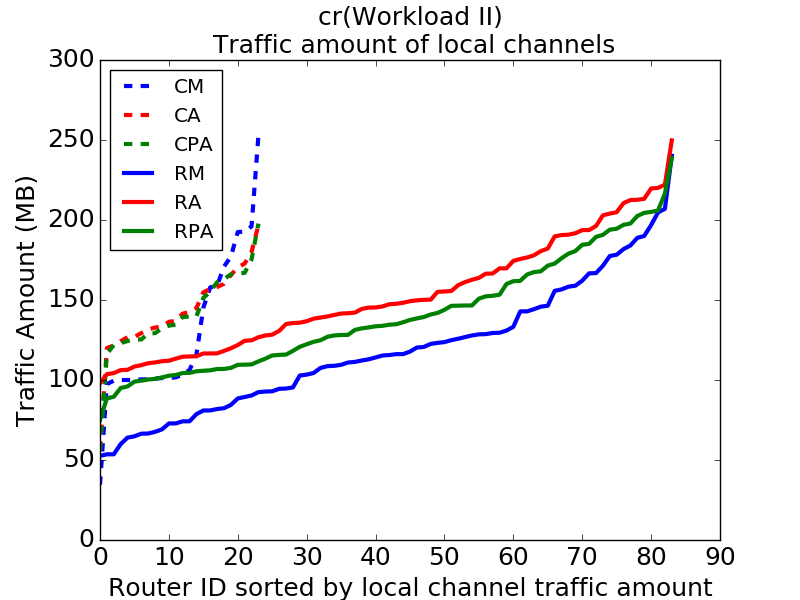 cr(Workload II)
Traffic amount of local channels
300
250
200
150
100
50
0
Traffic Amount (MB)
CM
CA
CPA
RM
RA
RPA
0 10 20 30 40 50 60 70 80 90
Router ID sorted by local channel traffic amount